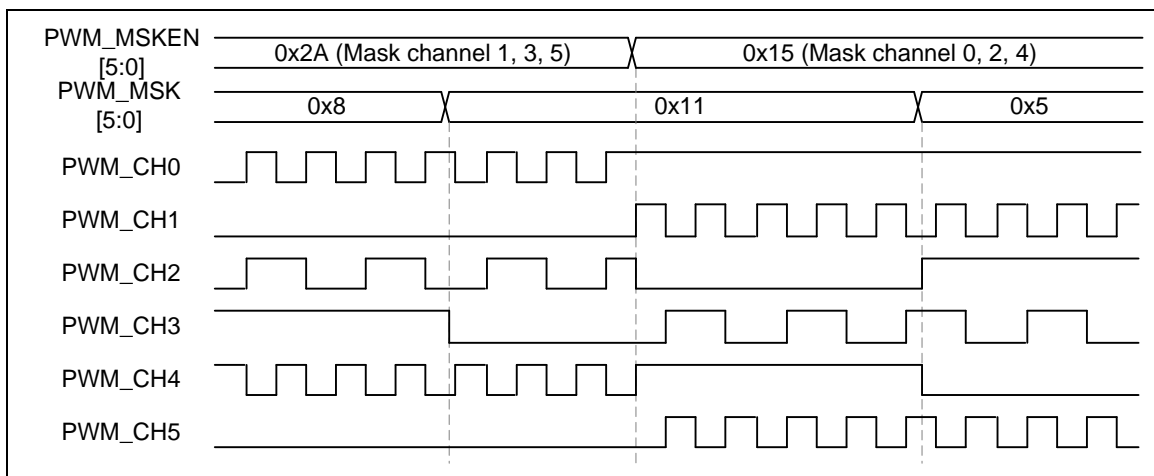 PWM_MSKEN
[5:0]
0x2A (Mask channel 1, 3, 5)
0x15 (Mask channel 0, 2, 4)
PWM_MSK
[5:0]
0x8
0x11
0x5
PWM_CH0
PWM_CH1
PWM_CH2
PWM_CH3
PWM_CH4
PWM_CH5